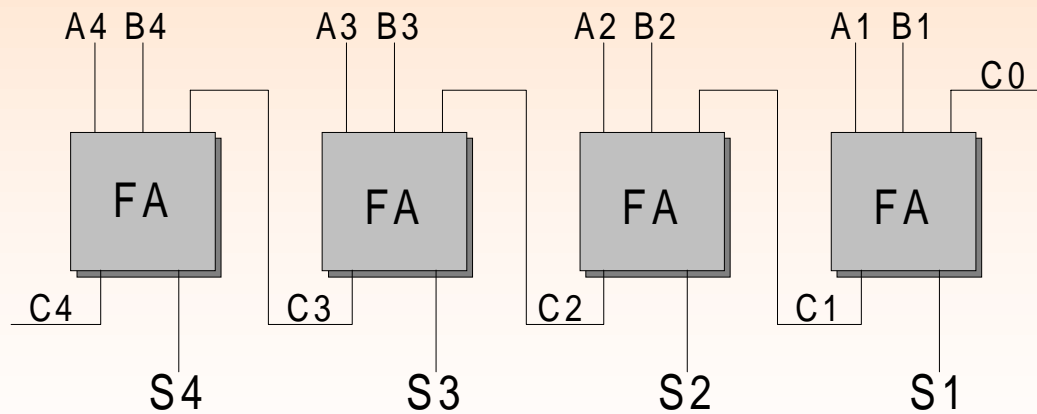 A4 B4 A3 B3 A2 B2 A1 B1
C0
FA FA FA FA
C4 C3 C2 C1
S4 S3 S2 S1